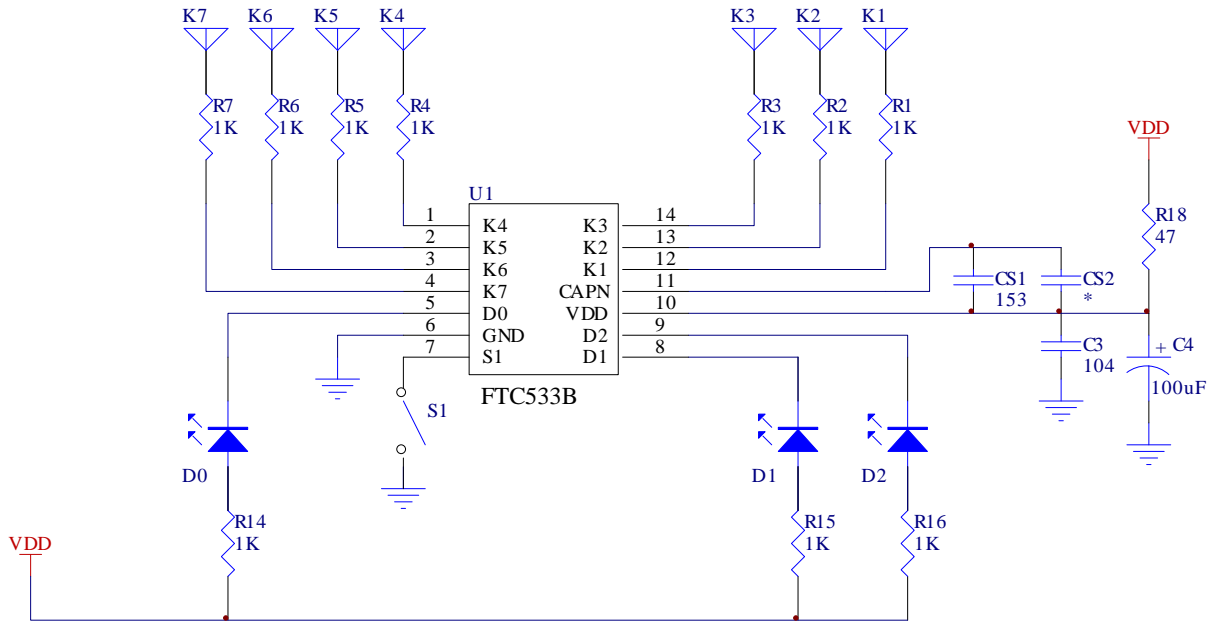 K7 K6 K5 K4 K3 K2 K1
R7 R6 R5 R4 R3 R2 R1
1K 1K 1K 1K 1K 1K 1K
VDD
U1
1 K4 K3 14
R18
47
2 K5 K2 13
3 K6 K1 12
4 K7 CAPN 11
CS1 CS2
153 *
5 D0 VDD 10
6 GND D2 9
7 S1 D1 8
C3 + C4
104
100uF
FTC533B
S1
D0 D1 D2
R14 R15 R16
1K 1K 1K
VDD